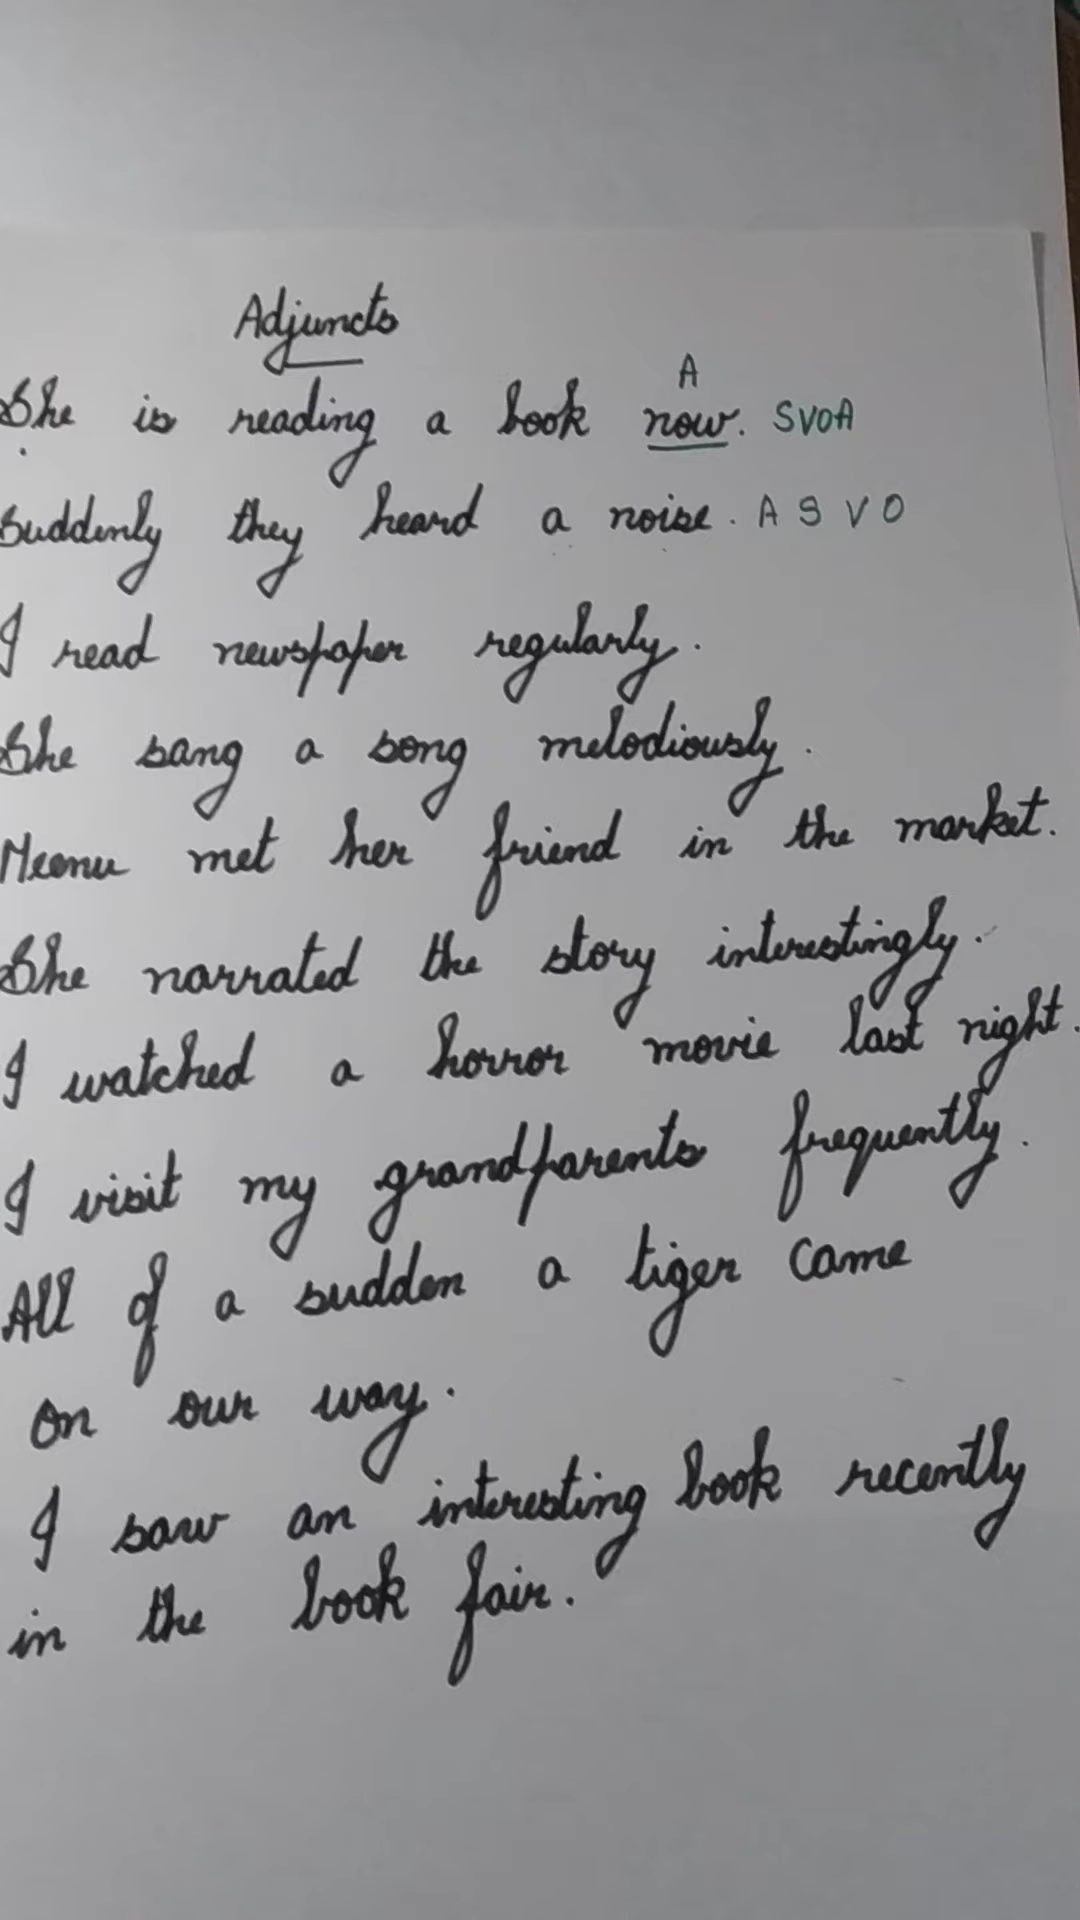 Adjuncts
A
She is reading a book now. SVOA
Suddenly they heard a noise. A S V O
I read newspaper regularly.
She sang a song melodiously.
Meenu met her friend in the market.
She narrated the story interestingly.
I watched a horror movie last night.
I visit my grandparents frequently.
All of a sudden a tiger came
on our way.
I saw an interesting book recently
in the book fair.